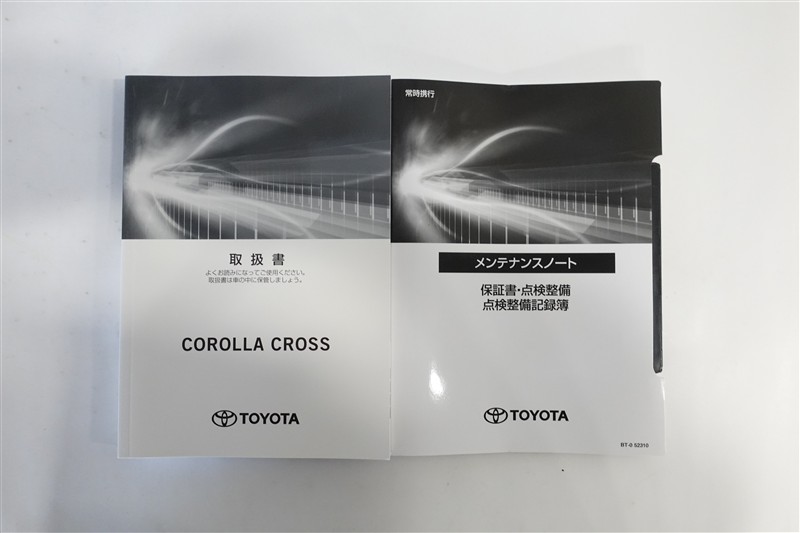 取扱書
よくお読みになってご使用ください。
取扱書は車の中に保管しましょう。
COROLLA CROSS
TOYOTA
常時携行
メンテナンスノート
保証書・点検整備
点検整備記録簿
TOYOTA
BT-0 52310